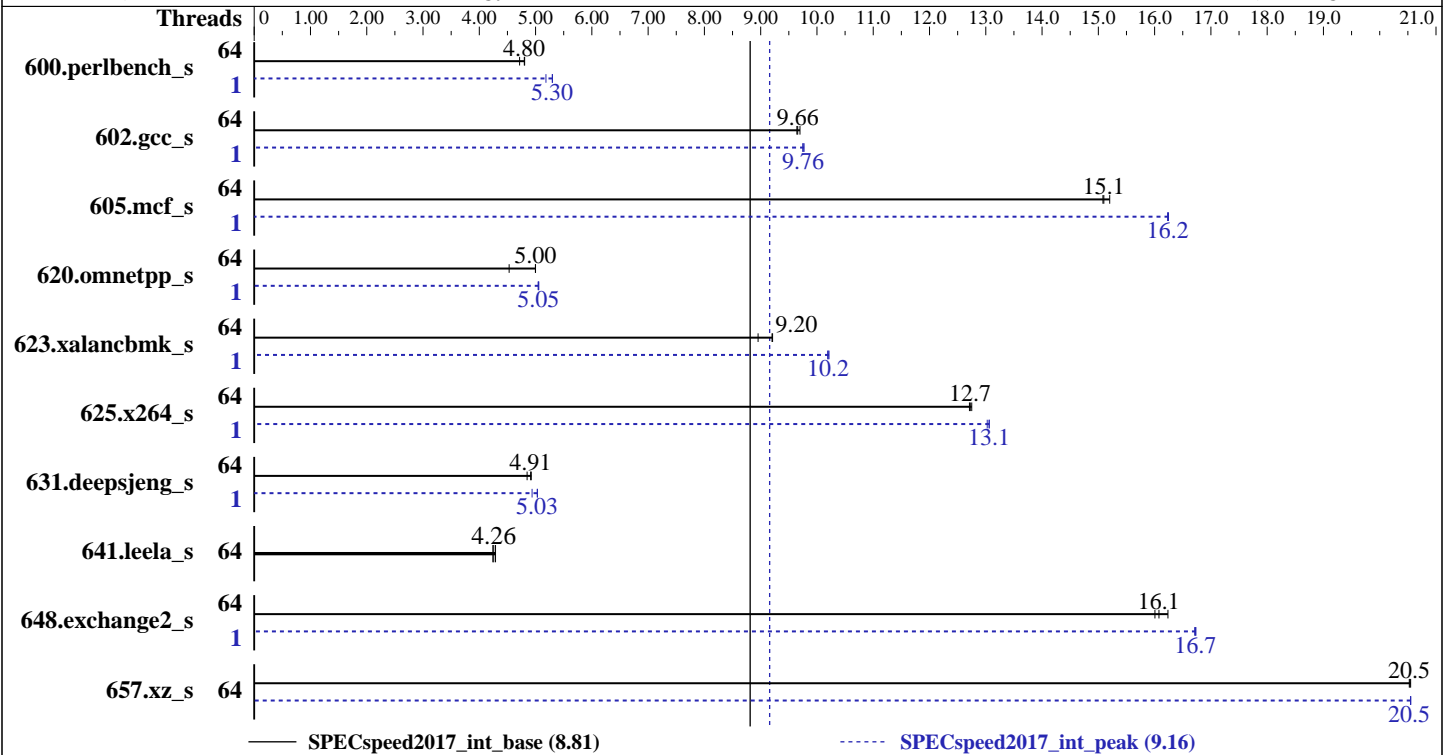 Threads 0 1.00 2.00 3.00 4.00 5.00 6.00 7.00 8.00 9.00 10.0 11.0 12.0 13.0 14.0 15.0 16.0 17.0 18.0 19.0 21.0
600.perlbench_s
64 4.80
1 5.30
602.gcc_s
64 9.66
1 9.76
605.mcf_s
64 15.1
1 16.2
620.omnetpp_s
64 5.00
1 5.05
623.xalancbmk_s
64 9.20
1 10.2
625.x264_s
64 12.7
1 13.1
631.deepsjeng_s
64 4.91
1 5.03
641.leela_s 64 4.26
648.exchange2_s
64 16.1
1 16.7
657.xz_s 64 20.5
20.5
SPECspeed2017_int_base (8.81) SPECspeed2017_int_peak (9.16)